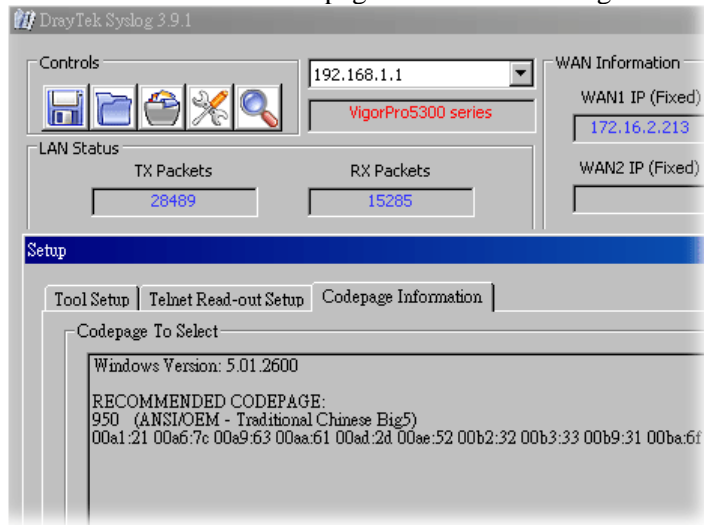 DrayTek Syslog 3.9.1
Controls
192.168.1.1
WAN Information
VigorPro5300 series
WAN1 IP (Fixed)
172.16.2.213
LAN Status
TX Packets
RX Packets
WAN2 IP (Fixed)
28489
15285
Setup
Tool Setup
Telnet Read-out Setup
Codepage Information
Codepage To Select
Windows Version: 5.01.2600
RECOMMENDED CODEPAGE:
950 (ANSI/OEM - Traditional Chinese Big5)
00a1:21 00a6:7c 00a9:63 00aa:61 00ad:2d 00ae:52 00b2:32 00b3:33 00b9:31 00ba:6f